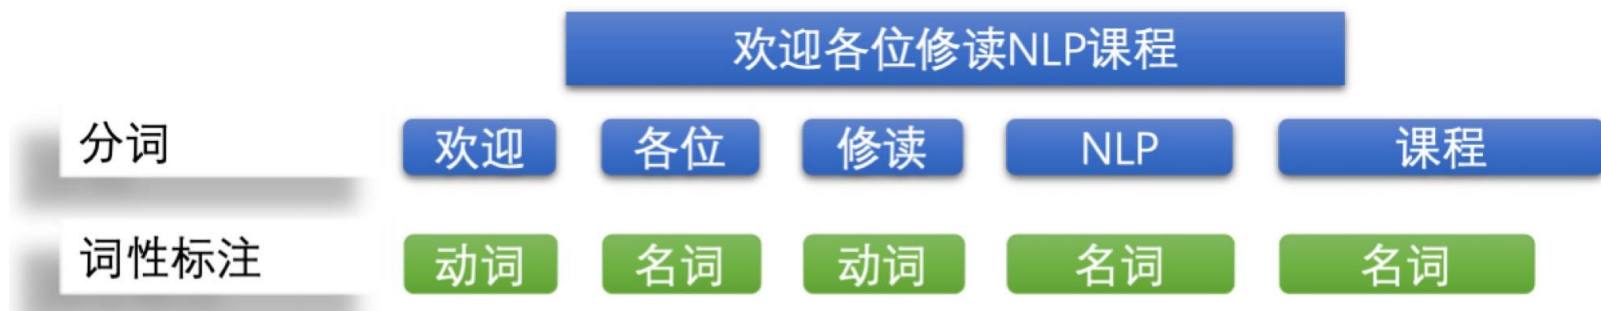 欢迎各位修读NLP课程
分词 欢迎 各位 修读 NLP 课程
词性标注 动词 名词 动词 名词 名词